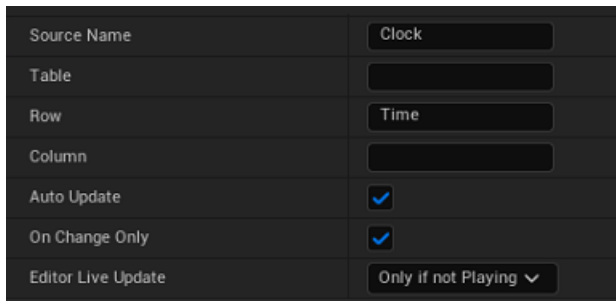 Source Name Clock
Table
Row Time
Column
Auto Update
On Change Only
Editor Live Update Only if not Playing